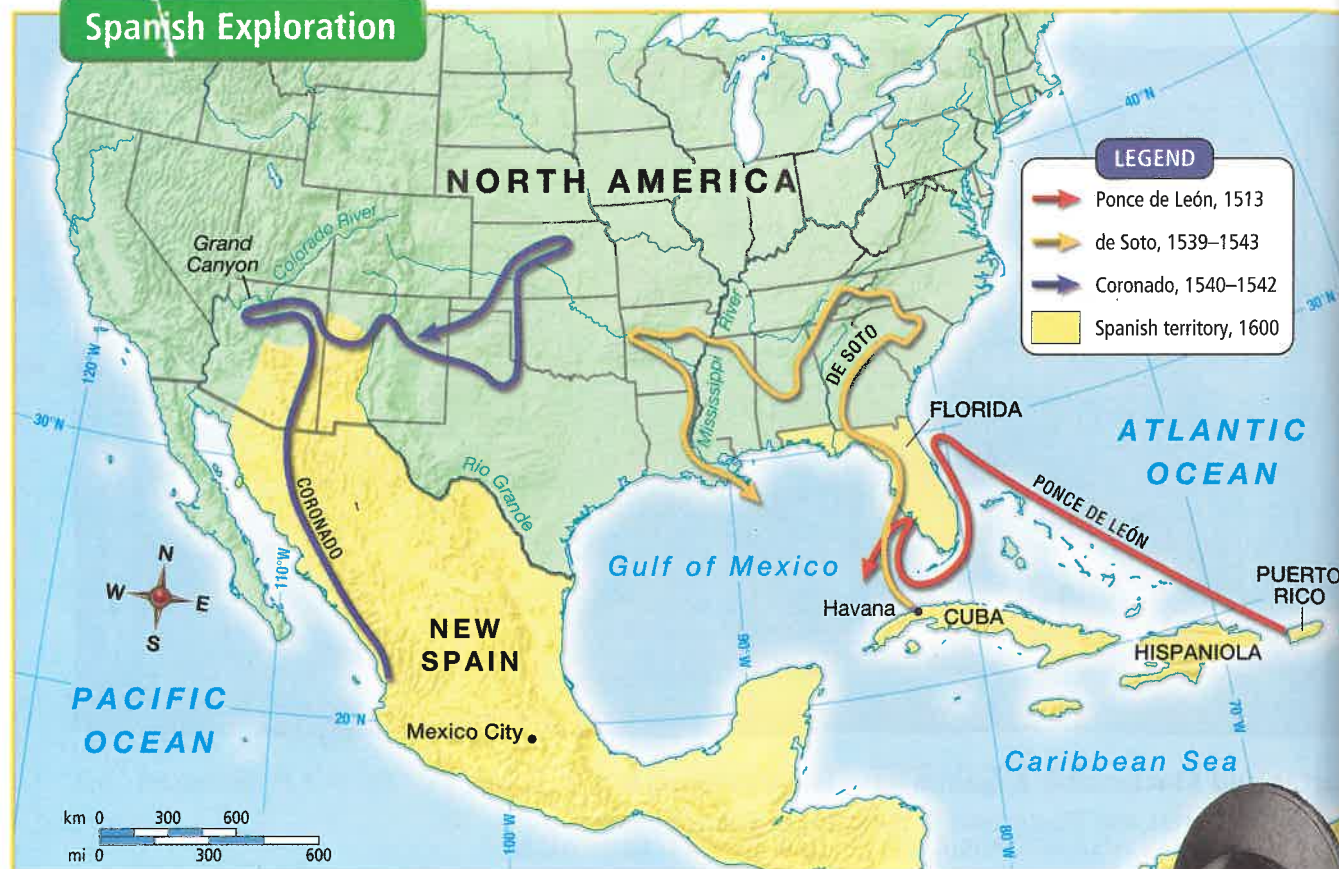 Spanish Exploration
NORTH AMERICA
Grand
Canyon
Colorado River
40°N
LEGEND
Ponce de León, 1513
de Soto, 1539–1543
Coronado, 1540–1542
Spanish territory, 1600
30°N
120°W
30°N
Mississippi River
DE SOTO
FLORIDA
ATLANTIC
OCEAN
Rio Grande
CORONADO
110°W
PONCE DE LEÓN
Gulf of Mexico
N
W
E
S
Havana
CUBA
PUERTO
RICO
HISPANIOLA
NEW
SPAIN
90°W
70°W
PACIFIC
OCEAN
20°N
Mexico City
Caribbean Sea
km 0 300 600
mi 0 300 600
100°W
80°W